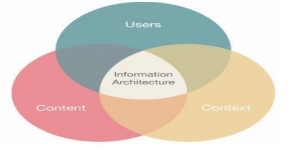 Users
Information
Architecture
Content
Context